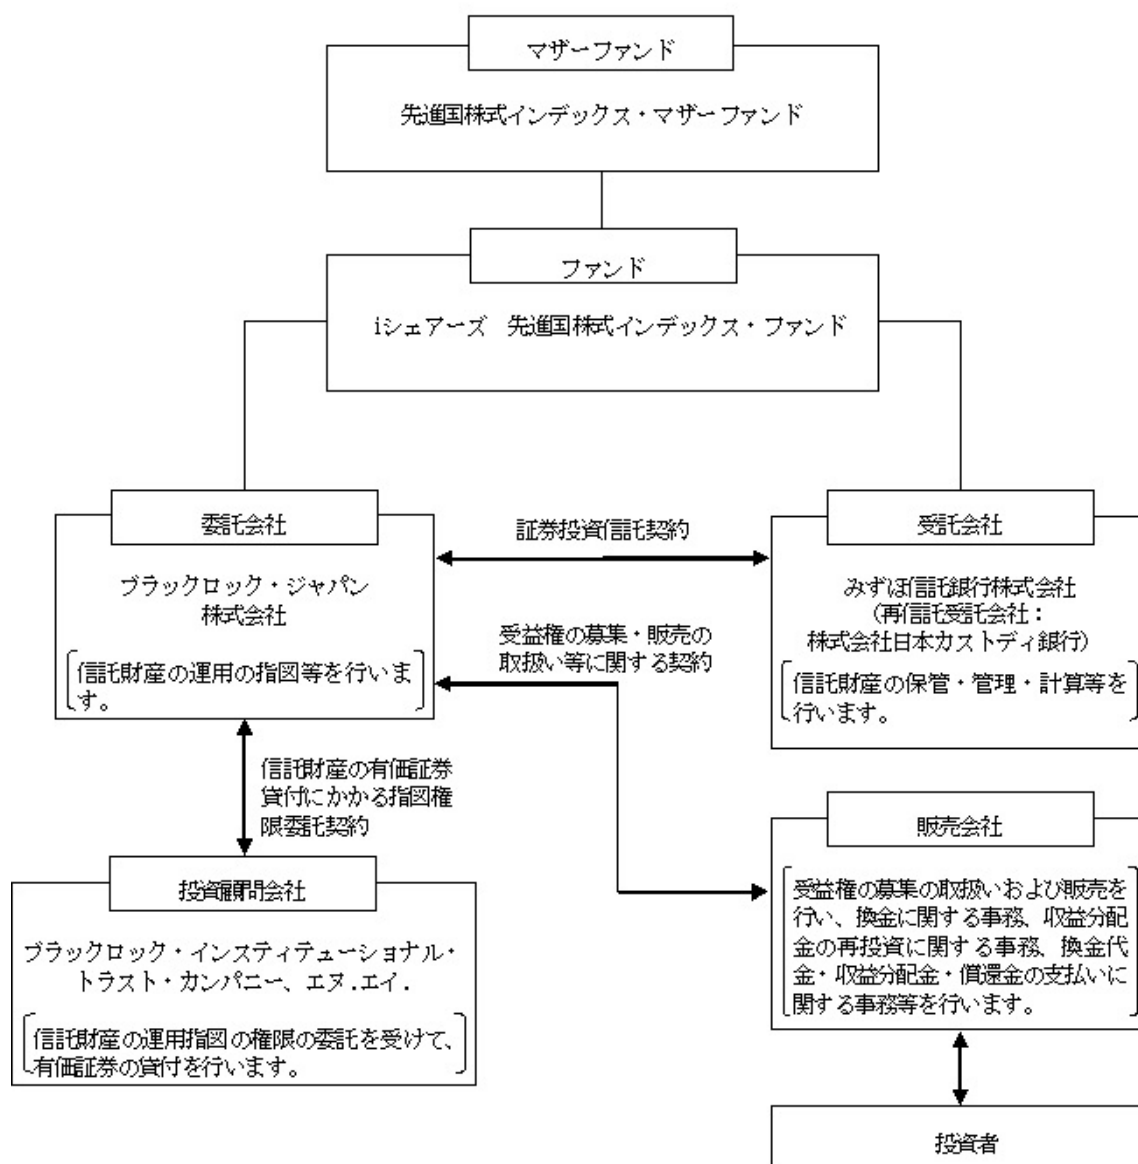 マザーファンド
先進国株式インデックス・マザーファンド
ファンド
iシェアーズ 先進国株式インデックス・ファンド
委託会社
ブラックロック・ジャパン
株式会社
信託財産の運用の指図等を行いま
す。
証券投資信託契約
受託会社
みずほ信託銀行株式会社
(再信託受託会社:
株式会社日本カストディ銀行)
信託財産の保管・管理・計算等を
行います。
受益権の募集・販売の
取扱い等に関する契約
信託財産の有価証券
貸付にかかる指図権
限委託契約
投資顧問会社
ブラックロック・インスティテューショナル・
トラスト・カンパニー、エヌ.エイ.
信託財産の運用指図の権限の委託を受けて、
有価証券の貸付を行います。
販売会社
受益権の募集の取扱いおよび販売を
行い、換金に関する事務、収益分配
金の再投資に関する事務、換金代
金・収益分配金・償還金の支払いに
関する事務等を行います。
投資者